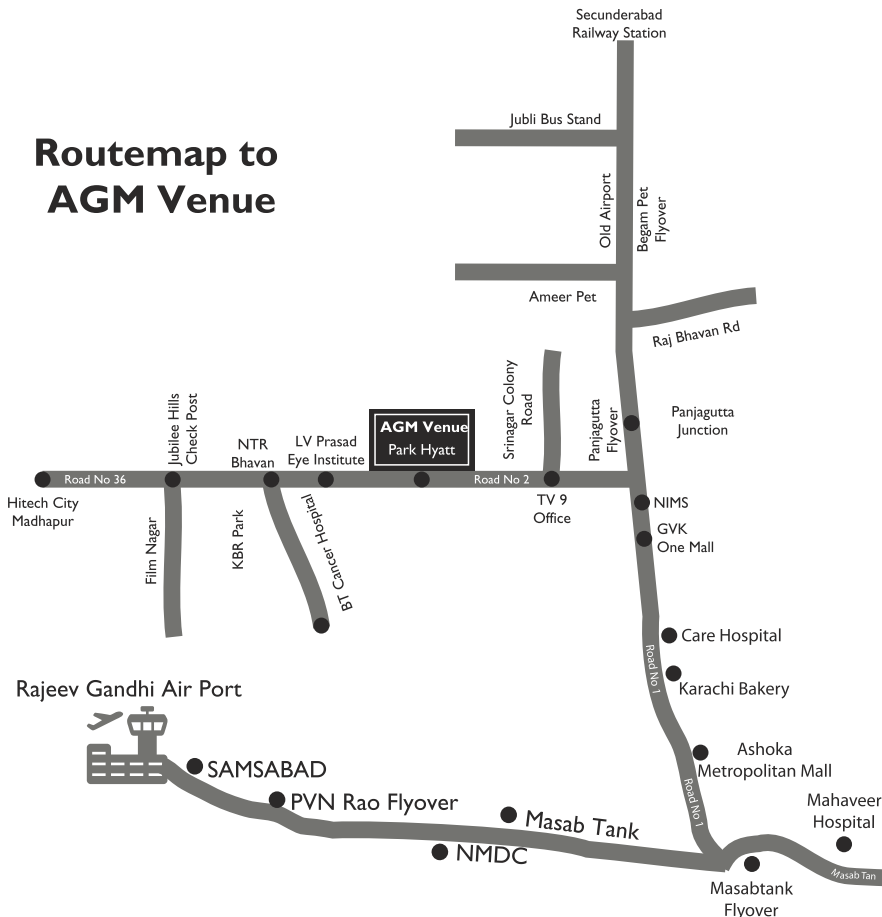 Secunderabad
Railway Station
Jubli Bus Stand
Routemap to
AGM Venue
Old Airport
Begam Pet
Flyover
Ameer Pet
Raj Bhavan Rd
Jubilee Hills
Check Post
NTR
Bhavan
LV Prasad
Eye Institute
AGM Venue
Park Hyatt
Srinagar Colony
Road
Panjagutta
Flyover
Panjagutta
Junction
Road No 36
Road No 2
Hitech City
Madhapur
TV 9
Office
NIMS
GVK
One Mall
Film Nagar
KBR Park
BT Cancer Hospital
Care Hospital
Road No 1
Karachi Bakery
Rajeev Gandhi Air Port
Ashoka
Metropolitan Mall
SAMSABAD
Road No 1
PVN Rao Flyover
Mahaveer
Hospital
Masab Tank
NMDC
Masab Tan
Masabtank
Flyover